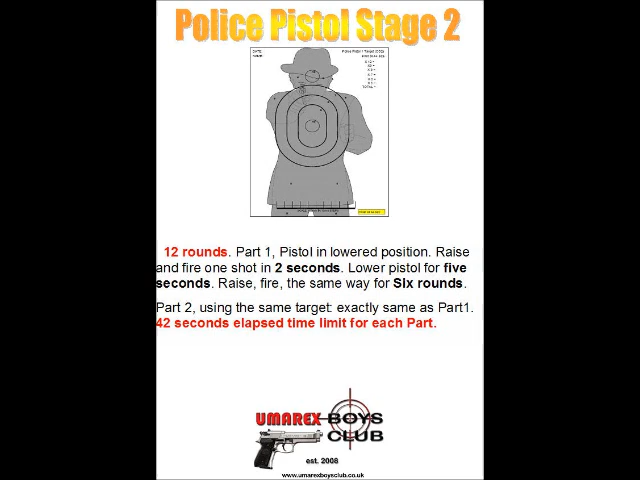 Police Pistol Stage 2
DATE:
NAME:
TOTAL =
12 rounds. Part 1, Pistol in lowered position. Raise
and fire one shot in 2 seconds. Lower pistol for five
seconds. Raise, fire, the same way for Six rounds.
Part 2, using the same target: exactly same as Part1.
42 seconds elapsed time limit for each Part.
UMAREX BOYS
CLUB
est. 2008
www.umarexboysclub.co.uk